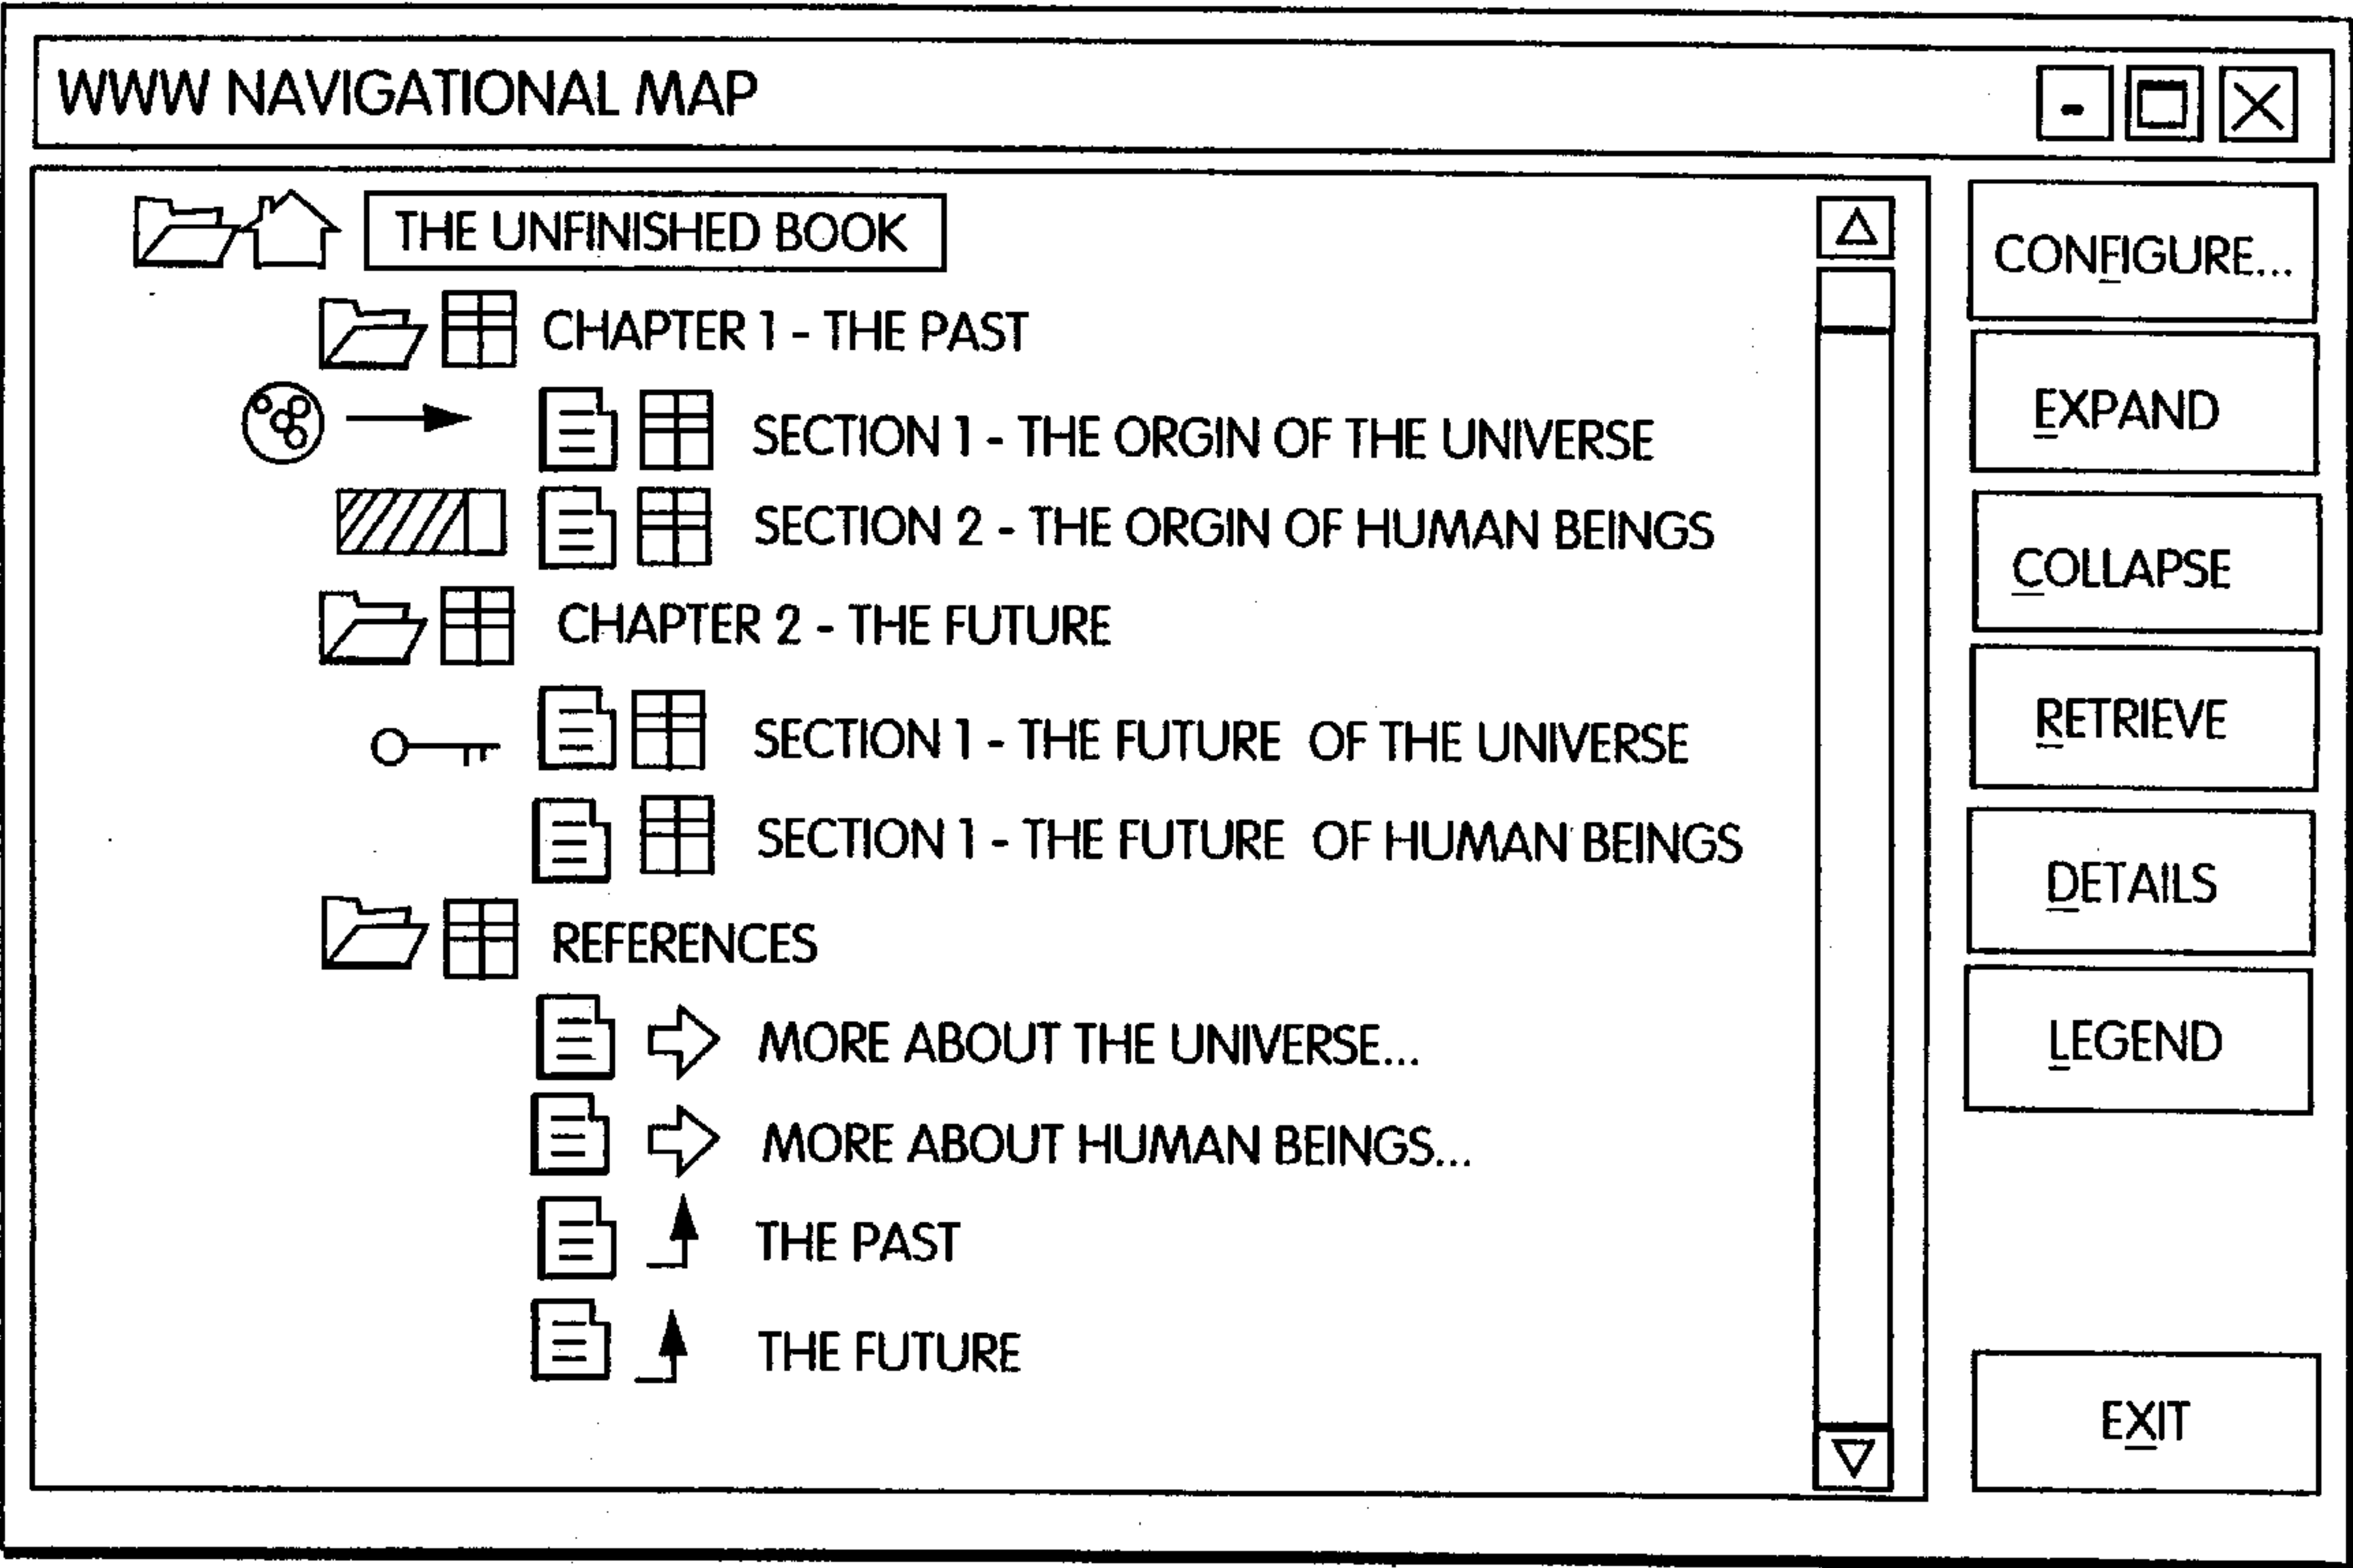 WWW NAVIGATIONAL MAP
THE UNFINISHED BOOK
CHAPTER 1 - THE PAST
SECTION 1 - THE ORGIN OF THE UNIVERSE
SECTION 2 - THE ORGIN OF HUMAN BEINGS
CHAPTER 2 - THE FUTURE
SECTION 1 - THE FUTURE OF THE UNIVERSE
SECTION 1 - THE FUTURE OF HUMAN BEINGS
REFERENCES
MORE ABOUT THE UNIVERSE...
MORE ABOUT HUMAN BEINGS...
THE PAST
THE FUTURE
CONFIGURE...
EXPAND
COLLAPSE
RETRIEVE
DETAILS
LEGEND
EXIT